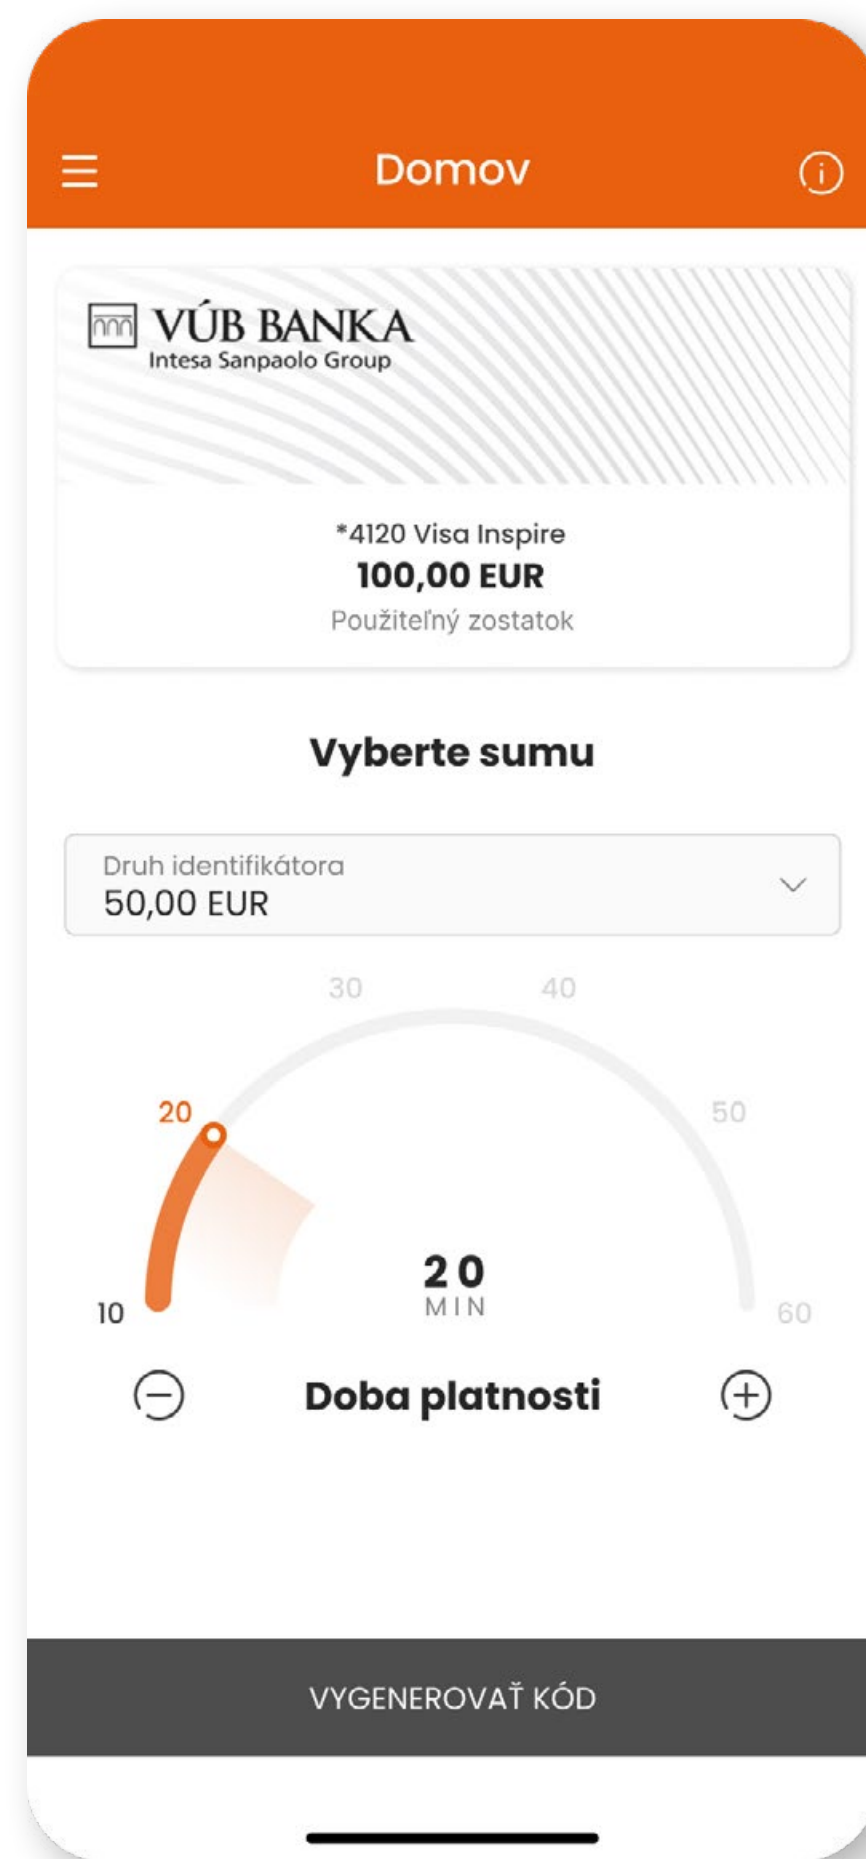 Domov
VÚB BANKA
Intesa Sanpaolo Group
*4120 Visa Inspire
100,00 EUR
Použiteľný zostatok
Vyberte sumu
Druh identifikátora
50,00 EUR
30 40
20 50
20
MIN
10 60
Doba platnosti
VYGENEROVAŤ KÓD